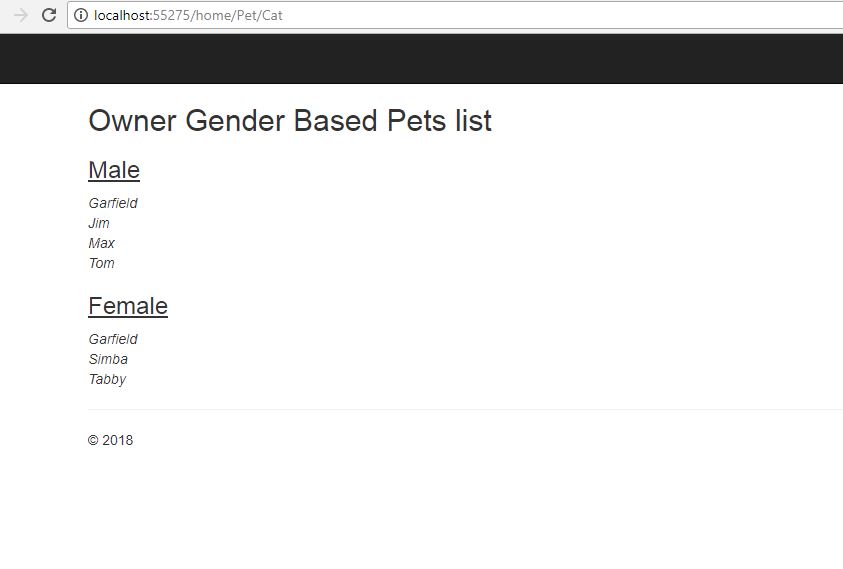 localhost:55275/home/Pet/Cat
Owner Gender Based Pets list
Male
Garfield
Jim
Max
Tom
Female
Garfield
Simba
Tabby
© 2018